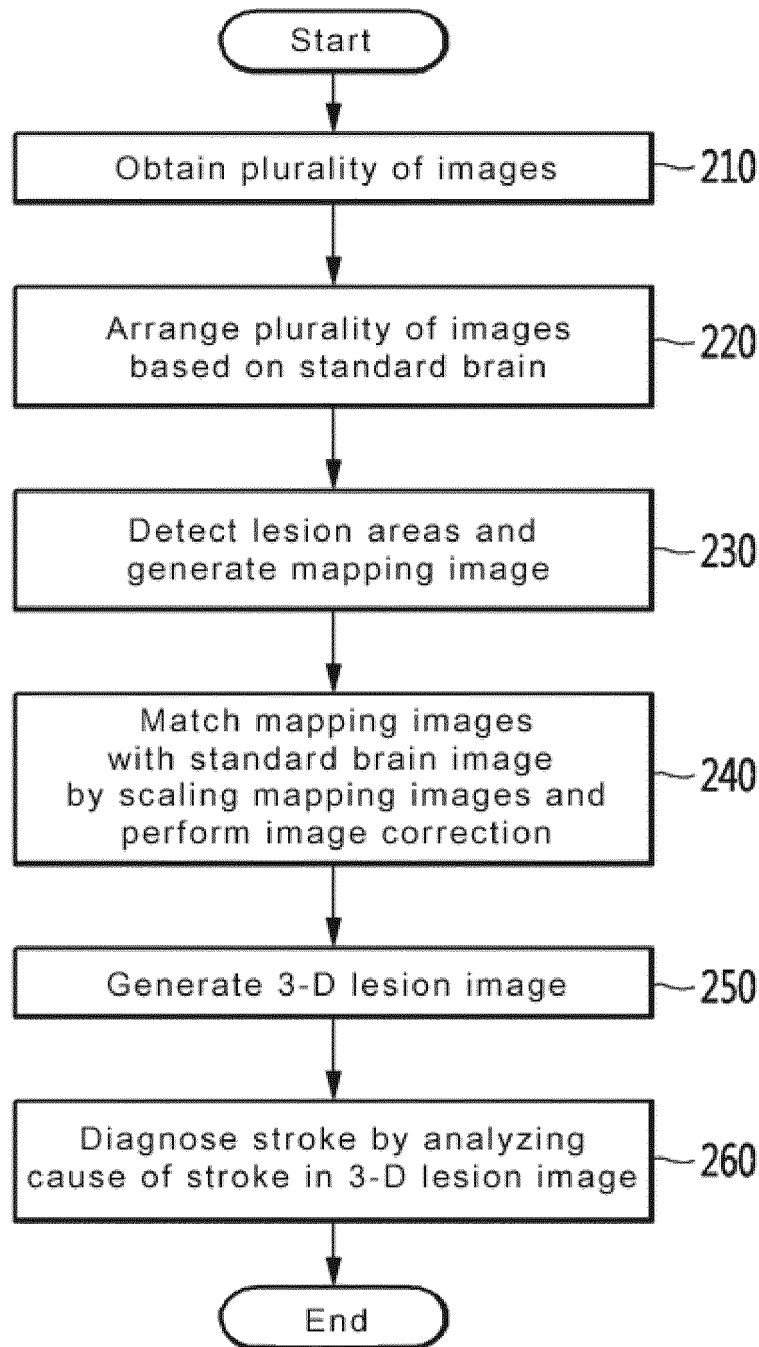 Start
Obtain plurality of images
210
Arrange plurality of images
based on standard brain
220
Detect lesion areas and
generate mapping image
230
Match mapping images
with standard brain image
by scaling mapping images and
perform image correction
240
Generate 3-D lesion image
250
Diagnose stroke by analyzing
cause of stroke in 3-D lesion image
260
End